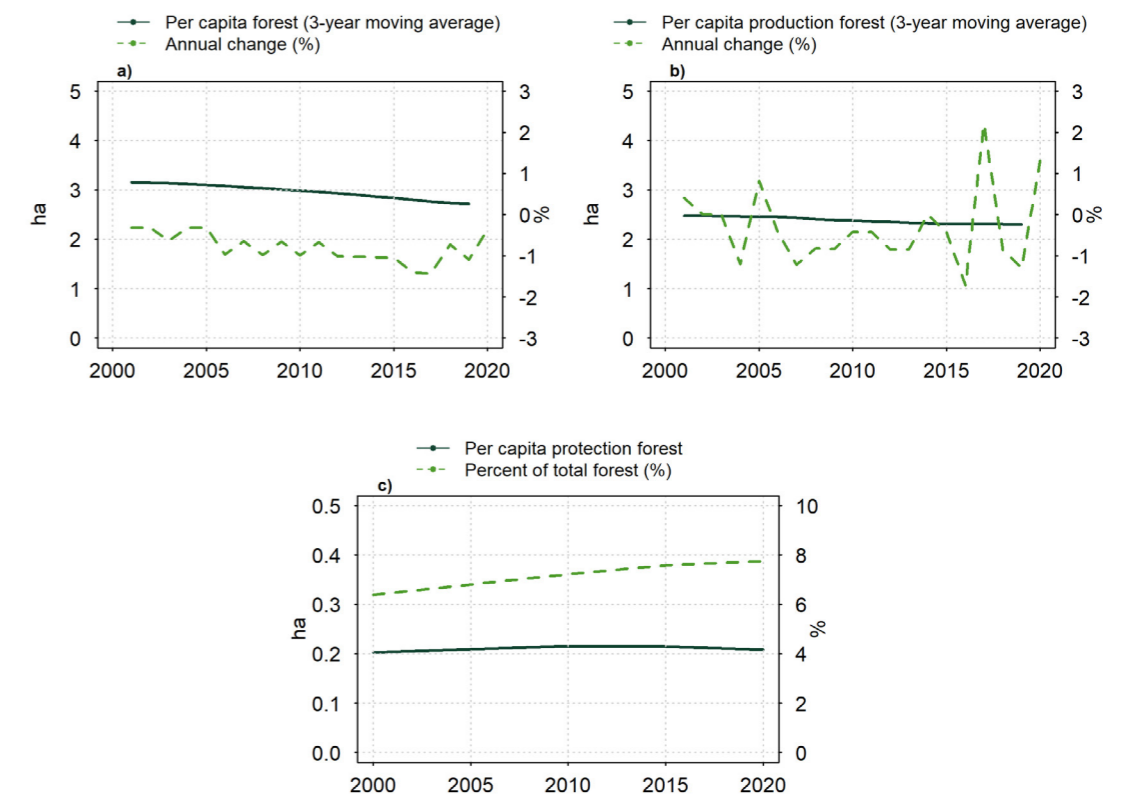 Per capita forest (3-year moving average)
Annual change (%)
a)
5
4
3
2
1
0
ha
3
2
1
0
-1
-2
-3
%
2000 2005 2010 2015 2020
Per capita production forest (3-year moving average)
Annual change (%)
b)
5
4
3
2
1
0
ha
3
2
1
0
-1
-2
-3
%
2000 2005 2010 2015 2020
Per capita protection forest
Percent of total forest (%)
c)
0.5
0.4
0.3
0.2
0.1
0.0
ha
10
8
6
4
2
0
%
2000 2005 2010 2015 2020